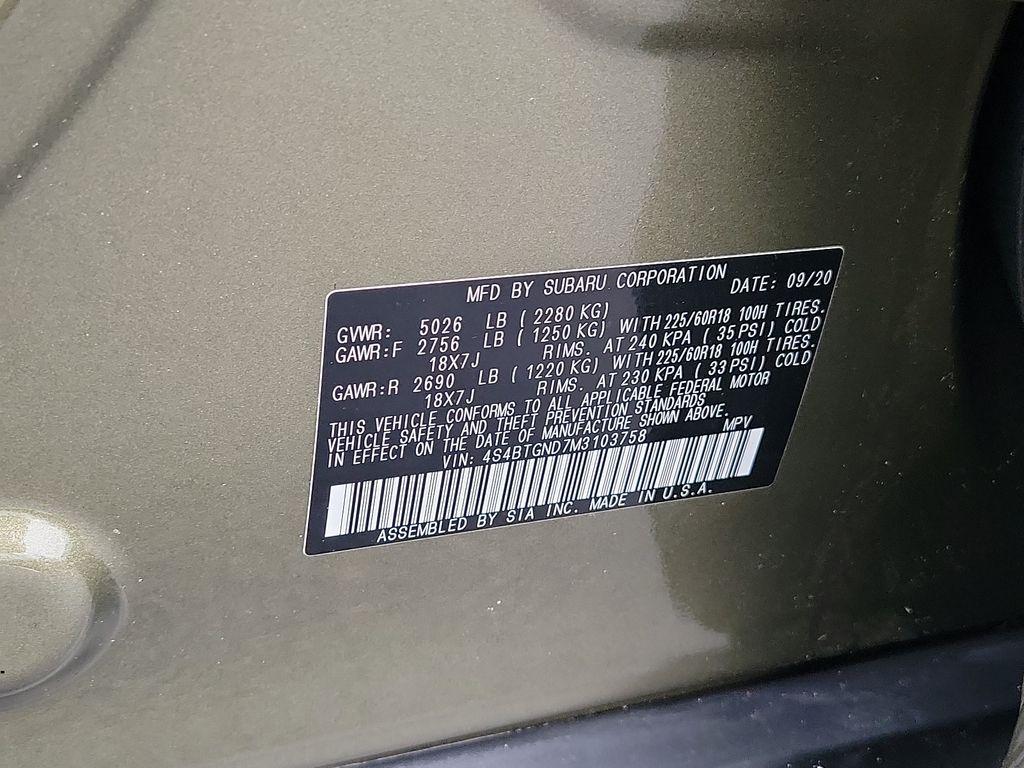 MFD BY SUBARU CORPORATION DATE: 09/20
GVWR: 5026 LB ( 2280 KG)
GAWR:F 2756 LB ( 1250 KG) WITH 225/60R18 100H TIRES.
18X7J RIMS. AT 240 KPA ( 35 PSI) COLD
GAWR:R 2690 LB ( 1220 KG) WITH 225/60R18 100H TIRES.
18X7J RIMS. AT 230 KPA ( 33 PSI) COLD
THIS VEHICLE CONFORMS TO ALL APPLICABLE FEDERAL MOTOR
VEHICLE SAFETY AND THEFT PREVENTION STANDARDS
IN EFFECT ON THE DATE OF MANUFACTURE SHOWN ABOVE.
VIN: 4S4BTGND7M3103758 MPV
ASSEMBLED BY SIA INC. MADE IN U.S.A.